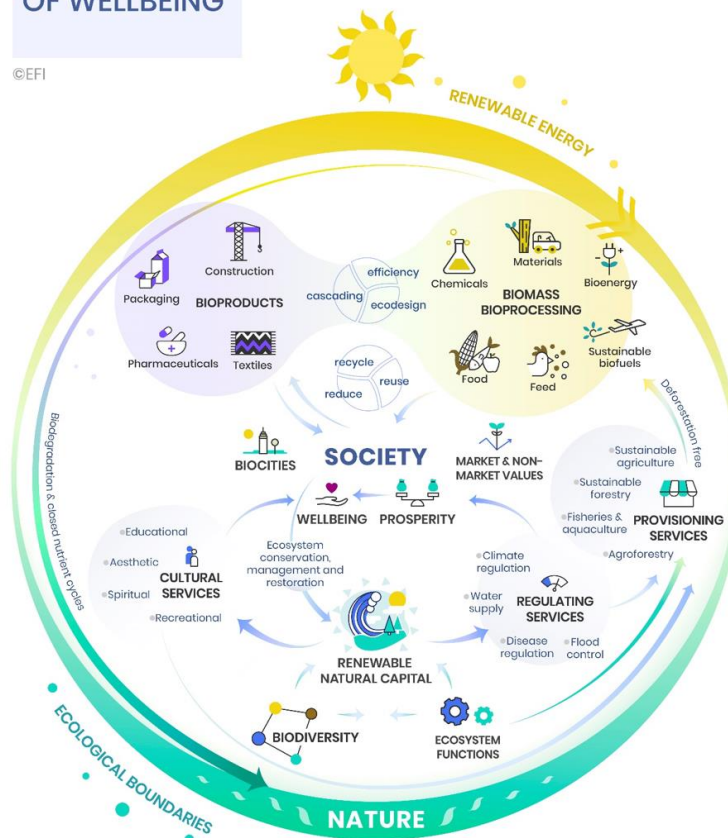 OF WELLBEING
©EFI
RENEWABLE ENERGY
Construction
Packaging
BIOPRODUCTS
Pharmaceuticals
Textiles
efficiency
cascading
ecodesign
Chemicals
Materials
Bioenergy
BIOMASS
BIOPROCESSING
Food
Feed
Sustainable
biofuels
recycle
reuse
reduce
Deforestation free
Biodegradation & closed nutrient cycles
BIOCITIES
SOCIETY
MARKET & NON-
MARKET VALUES
WELLBEING
PROSPERITY
Sustainable
agriculture
Sustainable
forestry
Fisheries &
aquaculture
Agroforestry
PROVISIONING
SERVICES
Educational
Aesthetic
Spiritual
Recreational
CULTURAL
SERVICES
Ecosystem
conservation,
management and
restoration
Climate
regulation
Water
supply
Disease
regulation
Flood
control
REGULATING
SERVICES
RENEWABLE
NATURAL CAPITAL
BIODIVERSITY
ECOSYSTEM
FUNCTIONS
ECOLOGICAL BOUNDARIES
NATURE